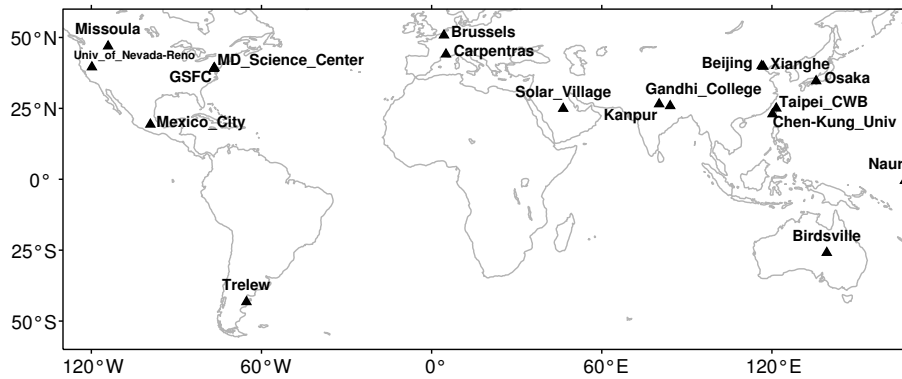 50°N
25°N
0°
25°S
50°S
Missoula
Univ_of_Nevada-Reno
MD_Science_Center
GSFC
Mexico_City
Trelew
Brussels
Carpentras
Solar_Village
Kanpur
Gandhi_College
Beijing
Xianghe
Osaka
Taipei_CWB
Chen-Kung_Univ
Naur
Birdsville
120°W
60°W
0°
60°E
120°E